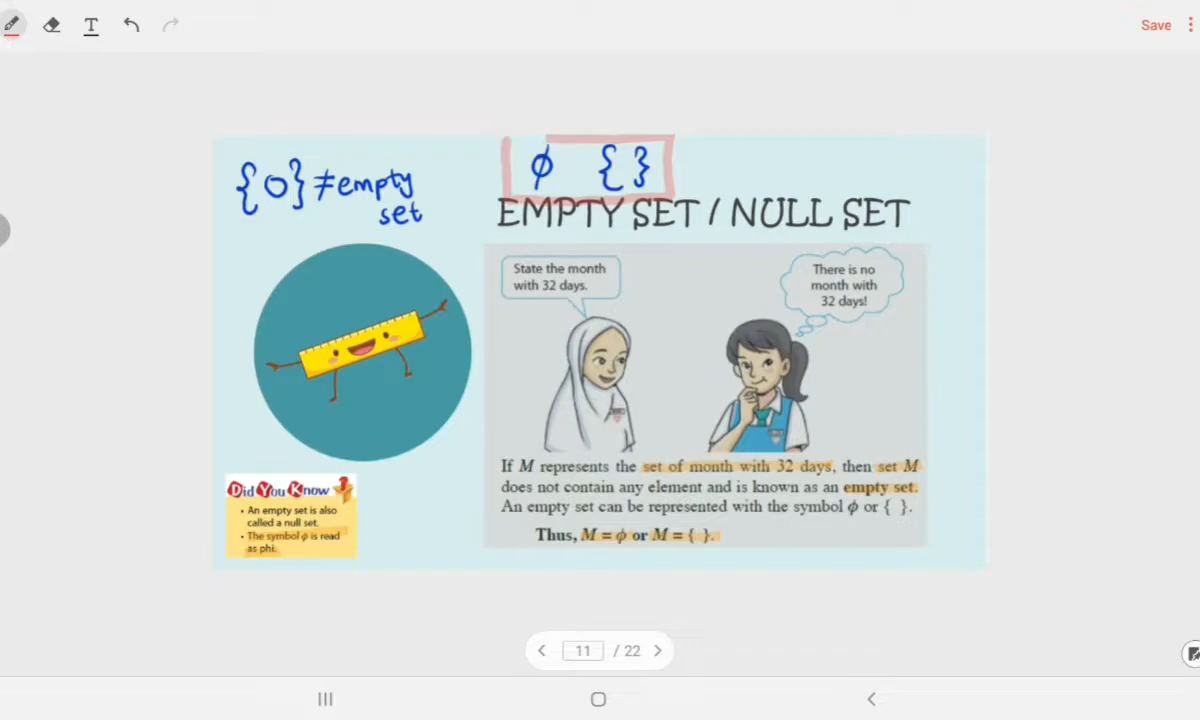 T
Save
{0} ≠ empty
set
ϕ { }
EMPTY SET / NULL SET
State the month
with 32 days.
There is no
month with
32 days!
If M represents the set of month with 32 days, then set M
does not contain any element and is known as an empty set.
An empty set can be represented with the symbol ϕ or { }.
Thus, M = ϕ or M = { }.
Did You Know ?
• An empty set is also
called a null set.
• The symbol ϕ is read
as phi.
11 / 22